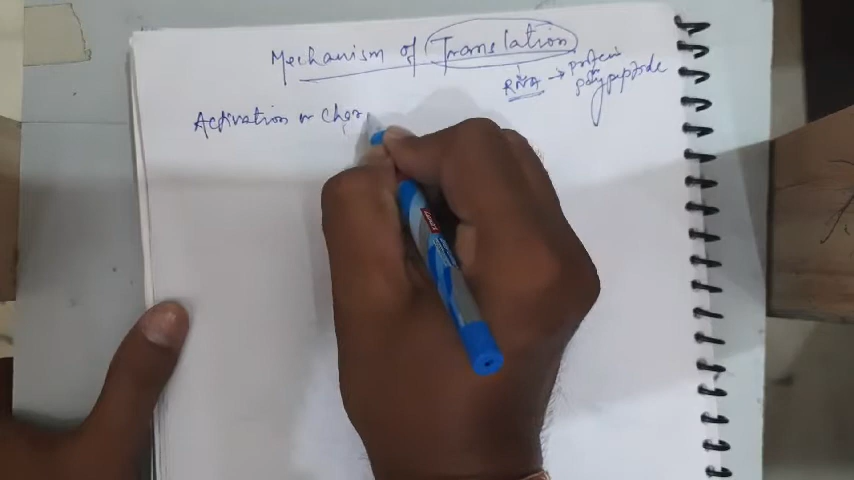 Mechanism of Translation
RNA → Protein
polypeptide
Activation or Char